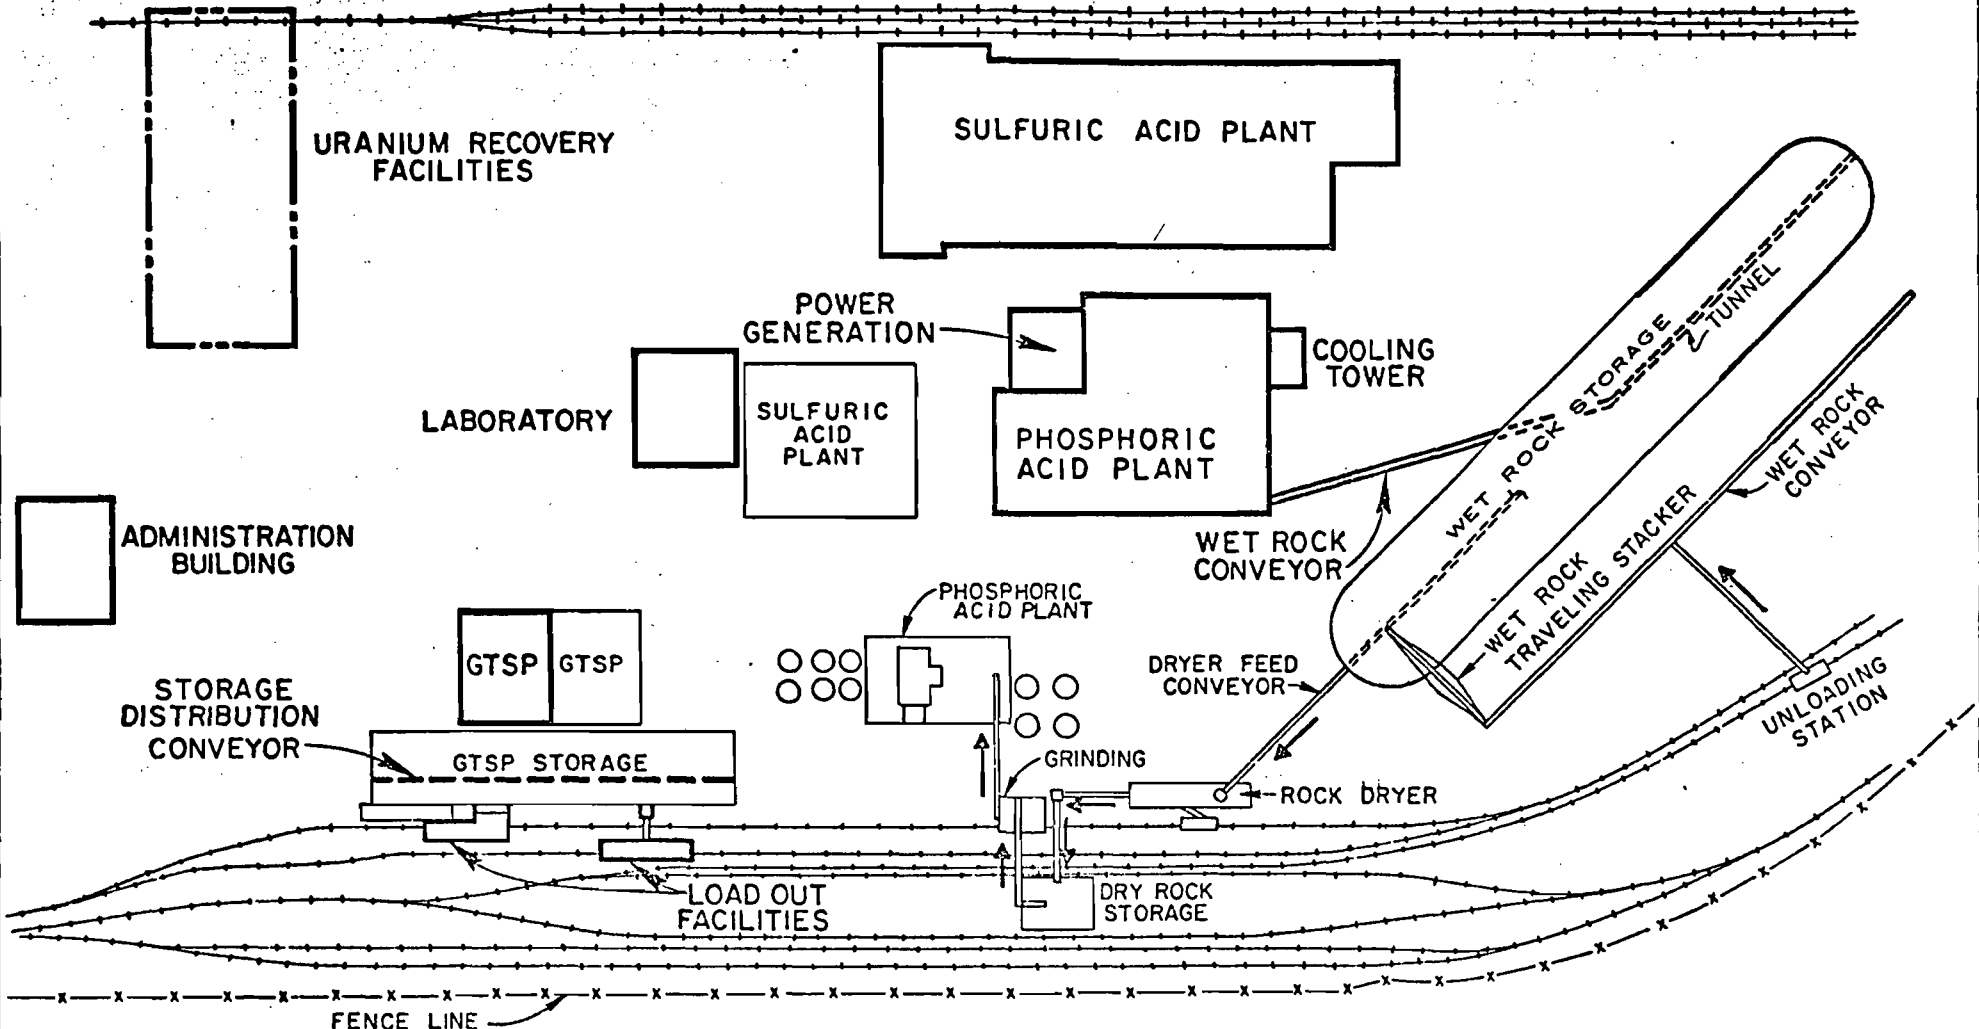 URANIUM RECOVERY
FACILITIES
SULFURIC ACID PLANT
POWER
GENERATION
COOLING
TOWER
WET ROCK STORAGE
TUNNEL
WET ROCK
CONVEYOR
LABORATORY
SULFURIC
ACID
PLANT
PHOSPHORIC
ACID PLANT
WET ROCK
CONVEYOR
WET ROCK
TRAVELING STACKER
ADMINISTRATION
BUILDING
PHOSPHORIC
ACID PLANT
GTSP
GTSP
DRYER FEED
CONVEYOR
UNLOADING
STATION
STORAGE
DISTRIBUTION
CONVEYOR
GTSP STORAGE
GRINDING
ROCK DRYER
LOAD OUT
FACILITIES
DRY ROCK
STORAGE
FENCE LINE